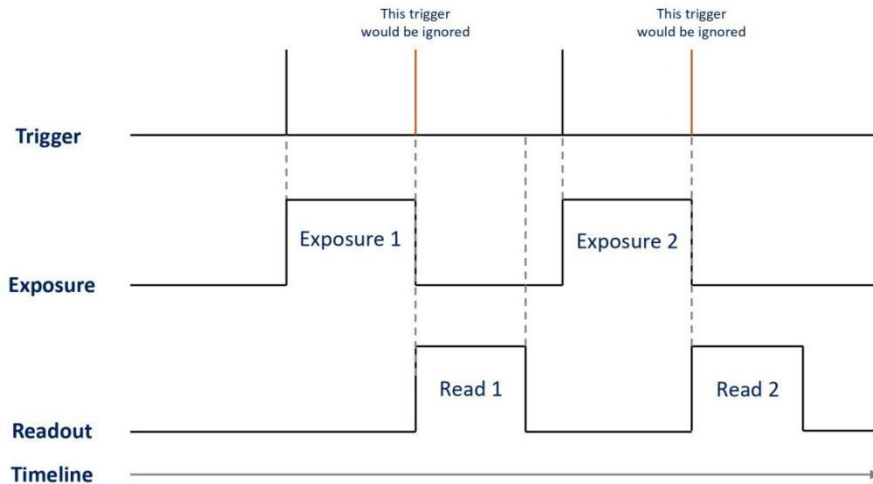 This trigger
would be ignored
This trigger
would be ignored
Trigger
Exposure 1
Exposure 2
Exposure
Read 1
Read 2
Readout
Timeline